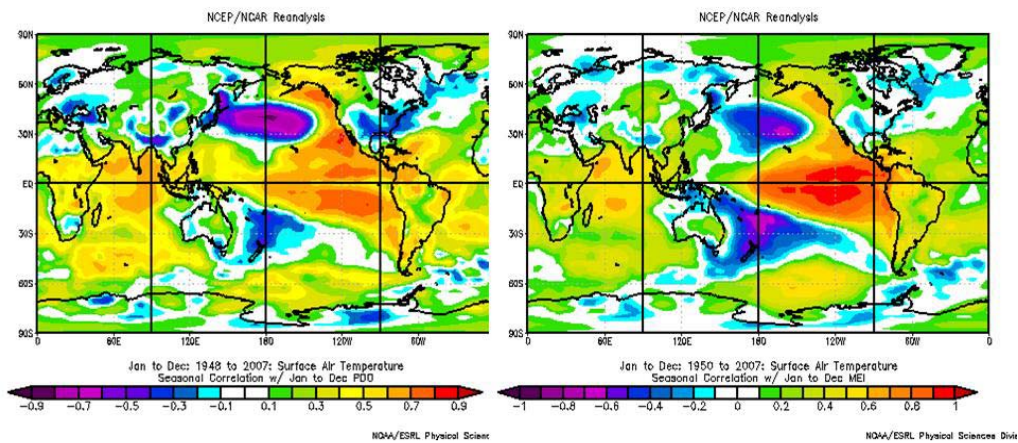 NCEP/NCAR Reanalysis
90N
60N
30N
EQ
30S
60S
90S
0
60E
120E
180
120W
60W
Jan to Dec: 1948 to 2007: Surface Air Temperature
Seasonal Correlation w/ Jan to Dec PDO
-0.9 -0.7 -0.5 -0.3 -0.1 0.1 0.3 0.5 0.7 0.9
NOAA/ESRL Physical Scienc
NCEP/NCAR Reanalysis
90N
60N
30N
EQ
30S
60S
90S
0
60E
120E
180
120W
60W
0
Jan to Dec: 1950 to 2007: Surface Air Temperature
Seasonal Correlation w/ Jan to Dec MEI
-1 -0.8 -0.6 -0.4 -0.2 0 0.2 0.4 0.6 0.8 1
NOAA/ESRL Physical Sciences Divi